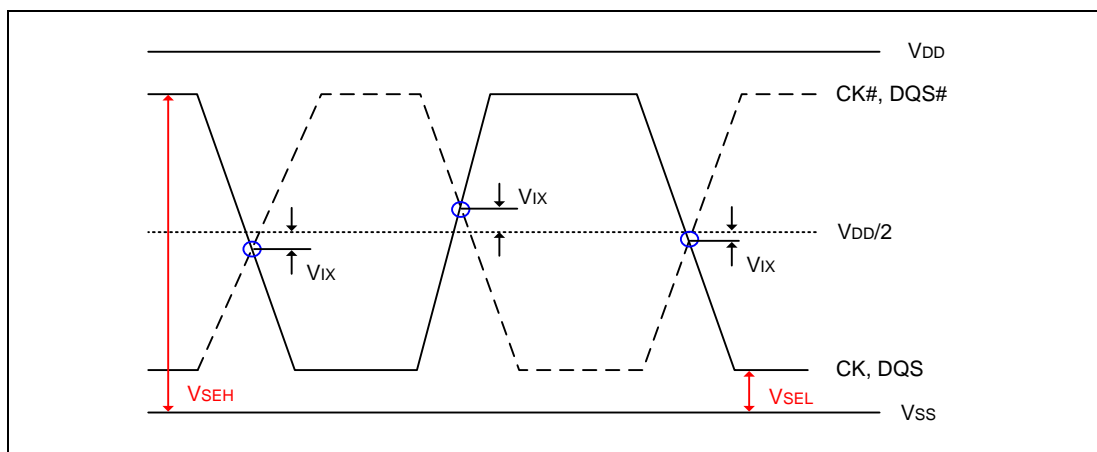 VDD
CK#, DQS#
VIX
VDD/2
VIX
VIX
CK, DQS
VSEH
VSEL
VSS